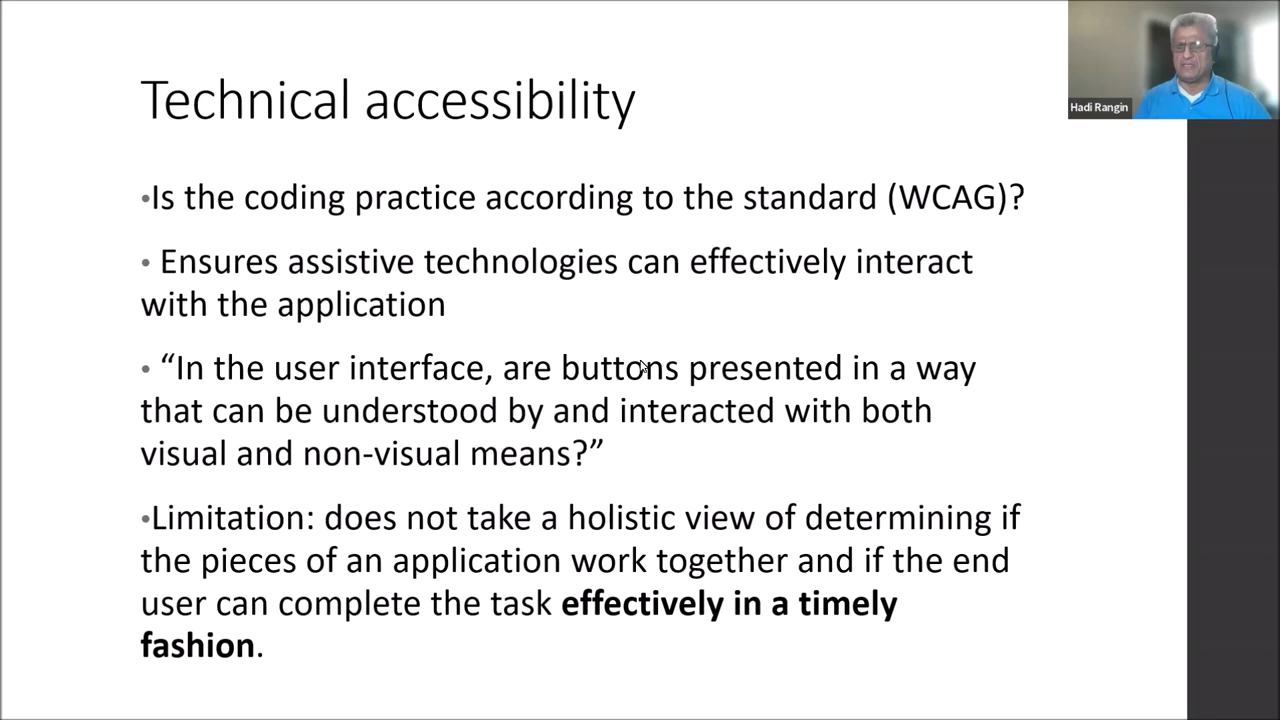 Technical accessibility
Hadi Rangin
•Is the coding practice according to the standard (WCAG)?
• Ensures assistive technologies can effectively interact
with the application
• “In the user interface, are buttons presented in a way
that can be understood by and interacted with both
visual and non-visual means?”
•Limitation: does not take a holistic view of determining if
the pieces of an application work together and if the end
user can complete the task effectively in a timely
fashion.